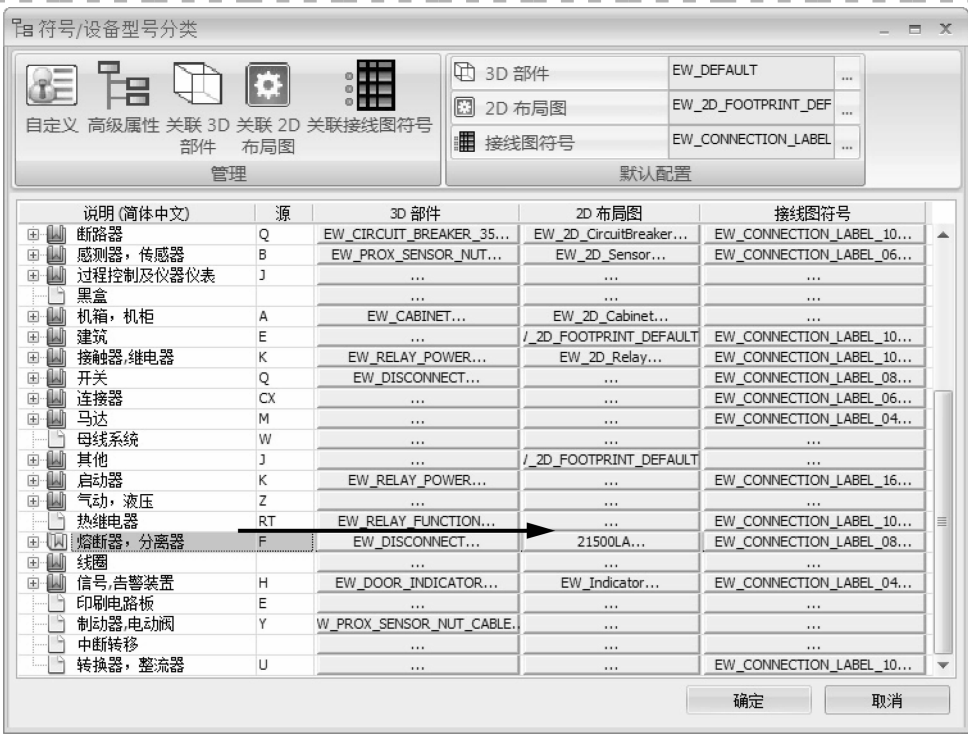 符号/设备型号分类
自定义 高级属性 关联 3D 部件 关联 2D 布局图 关联接线图符号
管理
3D 部件 EW_DEFAULT ...
2D 布局图 EW_2D_FOOTPRINT_DEF ...
接线图符号 EW_CONNECTION_LABEL ...
默认配置
说明 (简体中文) 源 3D 部件 2D 布局图 接线图符号
断路器 Q EW_CIRCUIT_BREAKER_35... EW_2D_CircuitBreaker... EW_CONNECTION_LABEL_10...
感测器，传感器 B EW_PROX_SENSOR_NUT... EW_2D_Sensor... EW_CONNECTION_LABEL_06...
过程控制及仪器仪表 J ... ... ...
黑盒 ... ... ...
机箱，机柜 A EW_CABINET... EW_2D_Cabinet... ...
建筑 E ... /_2D_FOOTPRINT_DEFAULT EW_CONNECTION_LABEL_10...
接触器,继电器 K EW_RELAY_POWER... EW_2D_Relay... EW_CONNECTION_LABEL_10...
开关 Q EW_DISCONNECT... ... EW_CONNECTION_LABEL_08...
连接器 CX ... ... EW_CONNECTION_LABEL_06...
马达 M ... ... EW_CONNECTION_LABEL_04...
母线系统 W ... ... ...
其他 J ... /_2D_FOOTPRINT_DEFAULT ...
启动器 K EW_RELAY_POWER... ... EW_CONNECTION_LABEL_16...
气动，液压 Z ... ... ...
热继电器 RT EW_RELAY_FUNCTION... ... EW_CONNECTION_LABEL_10...
熔断器，分离器 F EW_DISCONNECT... 21500LA... EW_CONNECTION_LABEL_08...
线圈 ... ... ...
信号,告警装置 H EW_DOOR_INDICATOR... EW_Indicator... EW_CONNECTION_LABEL_04...
印刷电路板 E ... ... ...
制动器,电动阀 Y W_PROX_SENSOR_NUT_CABLE. ... ...
中断转移 ... ... ...
转换器，整流器 U ... ... EW_CONNECTION_LABEL_10...
确定 取消